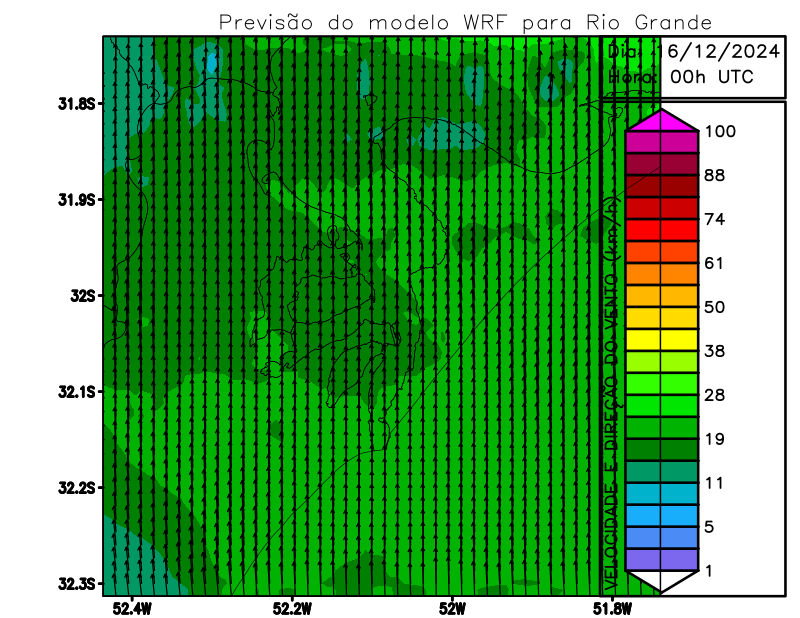 Previsão do modelo WRF para Rio Grande
Dia: 16/12/2024
Hora: 00h UTC
31.8S
31.9S
32S
32.1S
32.2S
32.3S
52.4W
52.2W
52W
51.8W
VELOCIDADE E DIREÇÃO DO VENTO (km/h)
100
88
74
61
50
38
28
19
11
5
1